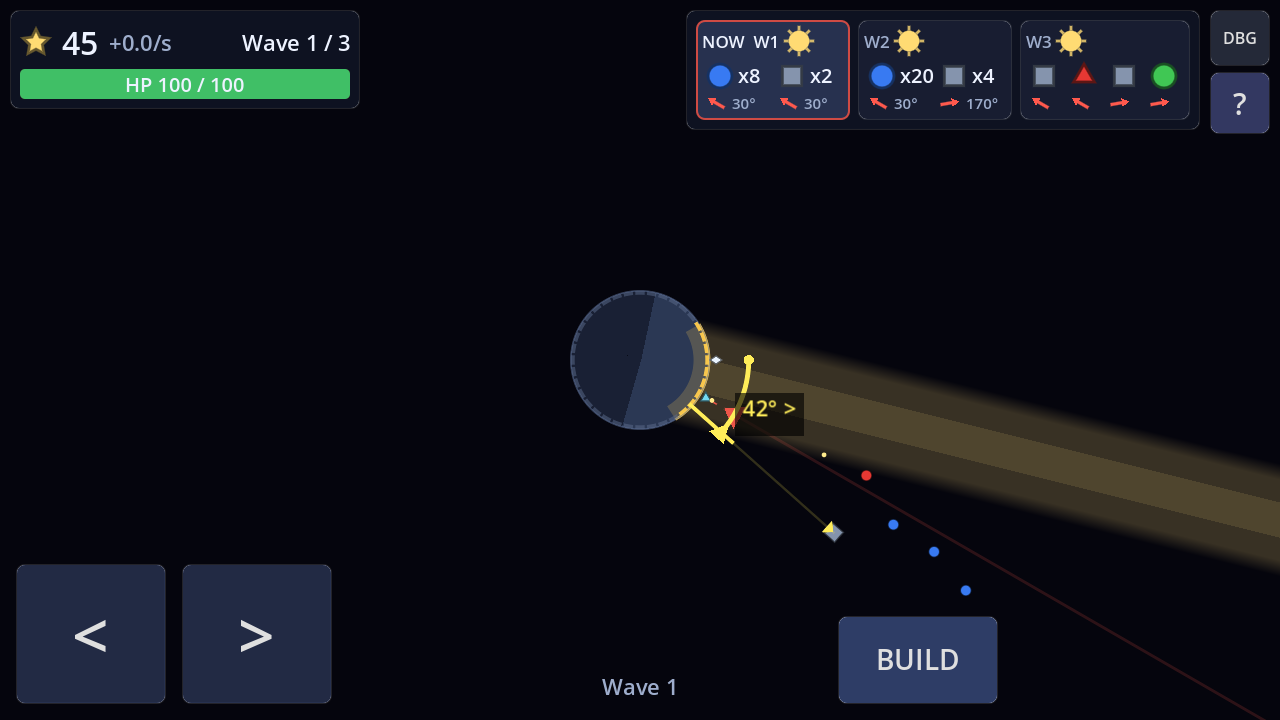 45 +0.0/s Wave 1 / 3
HP 100 / 100
NOW W1
x8 x2
30° 30°
W2
x20 x4
30° 170°
W3
DBG
?
42° >
< >
BUILD
Wave 1